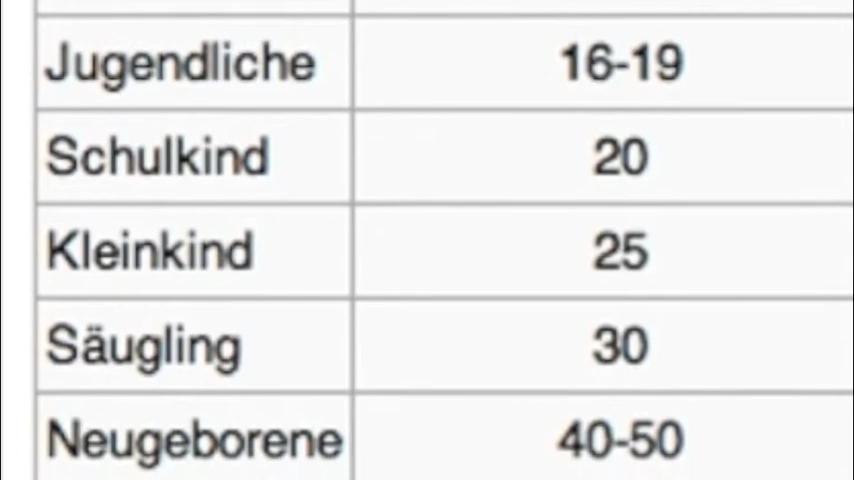 Jugendliche 16-19
Schulkind 20
Kleinkind 25
Säugling 30
Neugeborene 40-50